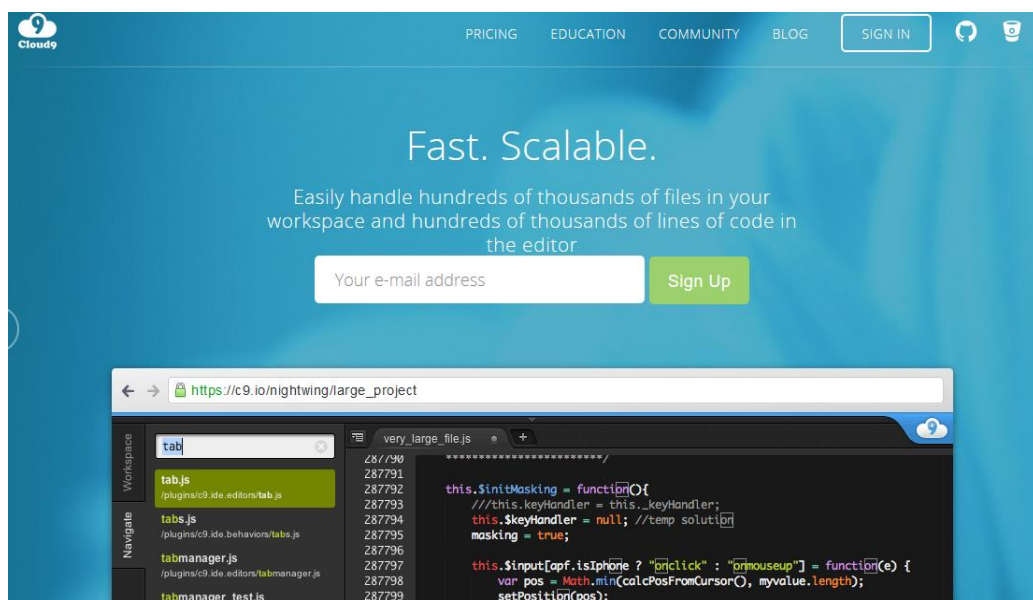 9
Cloud9
PRICING EDUCATION COMMUNITY BLOG SIGN IN
Fast. Scalable.
Easily handle hundreds of thousands of files in your
workspace and hundreds of thousands of lines of code in
the editor
Your e-mail address Sign Up
https://c9.io/nightwing/large_project
9
Workspace
Navigate
tab
tab.js
/plugins/c9.ide.editors/tab.js
tabs.js
/plugins/c9.ide.behaviors/tabs.js
tabmanager.js
/plugins/c9.ide.editors/tabmanager.js
tabmanager_test.js
very_large_file.js +
287790 ************************/
287791
287792 this.$initMasking = function(){
287793 ///this.keyHandler = this._keyHandler;
287794 this.$keyHandler = null; //temp solution
287795 masking = true;
287796
287797 this.$input[apf.isIphone ? "onclick" : "onmouseup"] = function(e) {
287798 var pos = Math.min(calcPosFromCursor(), myvalue.length);
287799 setPosition(pos);